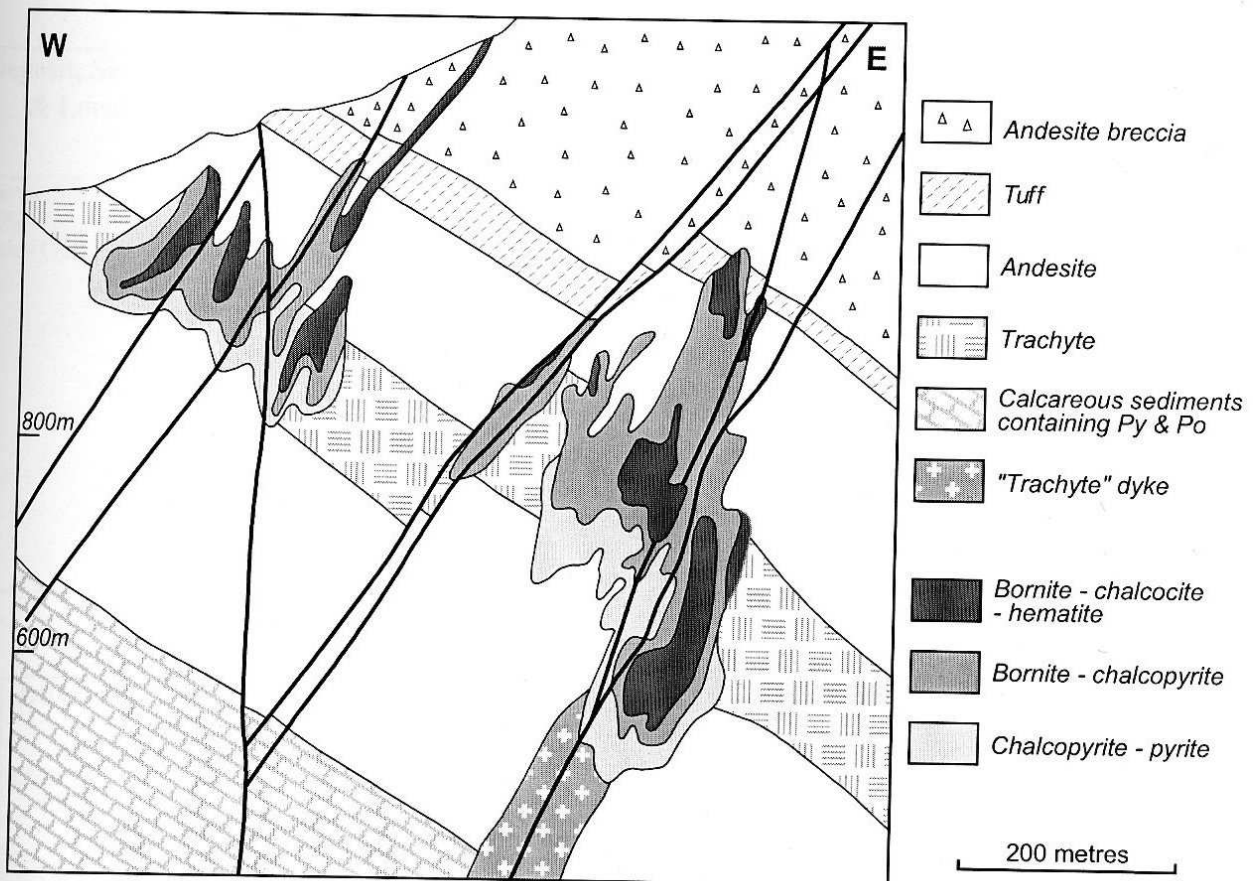 W
E
800m
600m
Andesite breccia
Tuff
Andesite
Trachyte
Calcareous sediments
containing Py & Po
"Trachyte" dyke
Bornite - chalcocite
- hematite
Bornite - chalcopyrite
Chalcopyrite - pyrite
200 metres